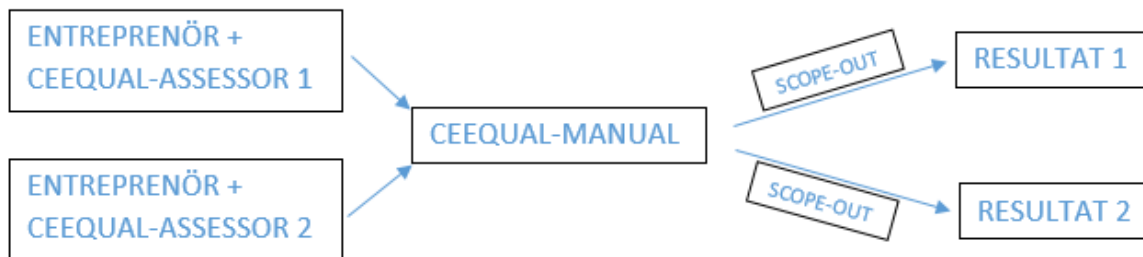 ENTREPRENÖR +
CEEQUAL-ASSESSOR 1
ENTREPRENÖR +
CEEQUAL-ASSESSOR 2
CEEQUAL-MANUAL
SCOPE-OUT
SCOPE-OUT
RESULTAT 1
RESULTAT 2